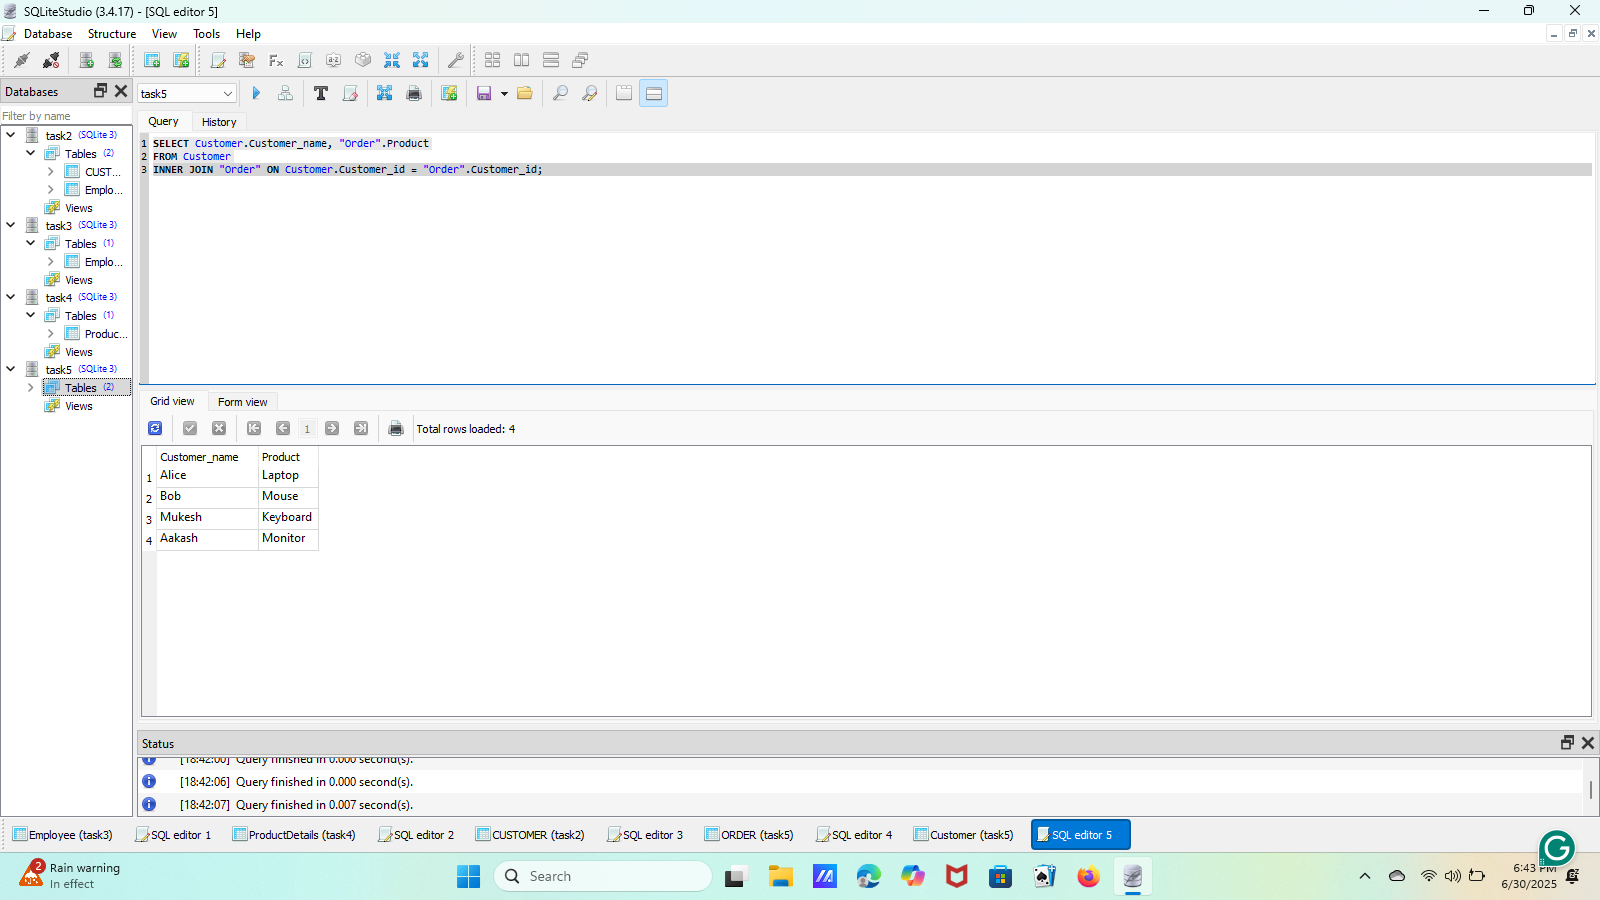 SQLiteStudio (3.4.17) - [SQL editor 5]
Database Structure View Tools Help
Databases
task5
Filter by name
Query History
task2 (SQLite 3)
Tables (2)
CUST...
Emplo...
Views
task3 (SQLite 3)
Tables (1)
Emplo...
Views
task4 (SQLite 3)
Tables (1)
Produc...
Views
task5 (SQLite 3)
Tables (2)
Views
1 SELECT Customer.Customer_name, "Order".Product
2 FROM Customer
3 INNER JOIN "Order" ON Customer.Customer_id = "Order".Customer_id;
Grid view Form view
1 Total rows loaded: 4
Customer_name Product
1 Alice Laptop
2 Bob Mouse
3 Mukesh Keyboard
4 Aakash Monitor
Status
[18:42:00] Query finished in 0.000 second(s).
[18:42:06] Query finished in 0.000 second(s).
[18:42:07] Query finished in 0.007 second(s).
Employee (task3) SQL editor 1 ProductDetails (task4) SQL editor 2 CUSTOMER (task2) SQL editor 3 ORDER (task5) SQL editor 4 Customer (task5) SQL editor 5
2 Rain warning
In effect
Search
6:43 PM
6/30/2025